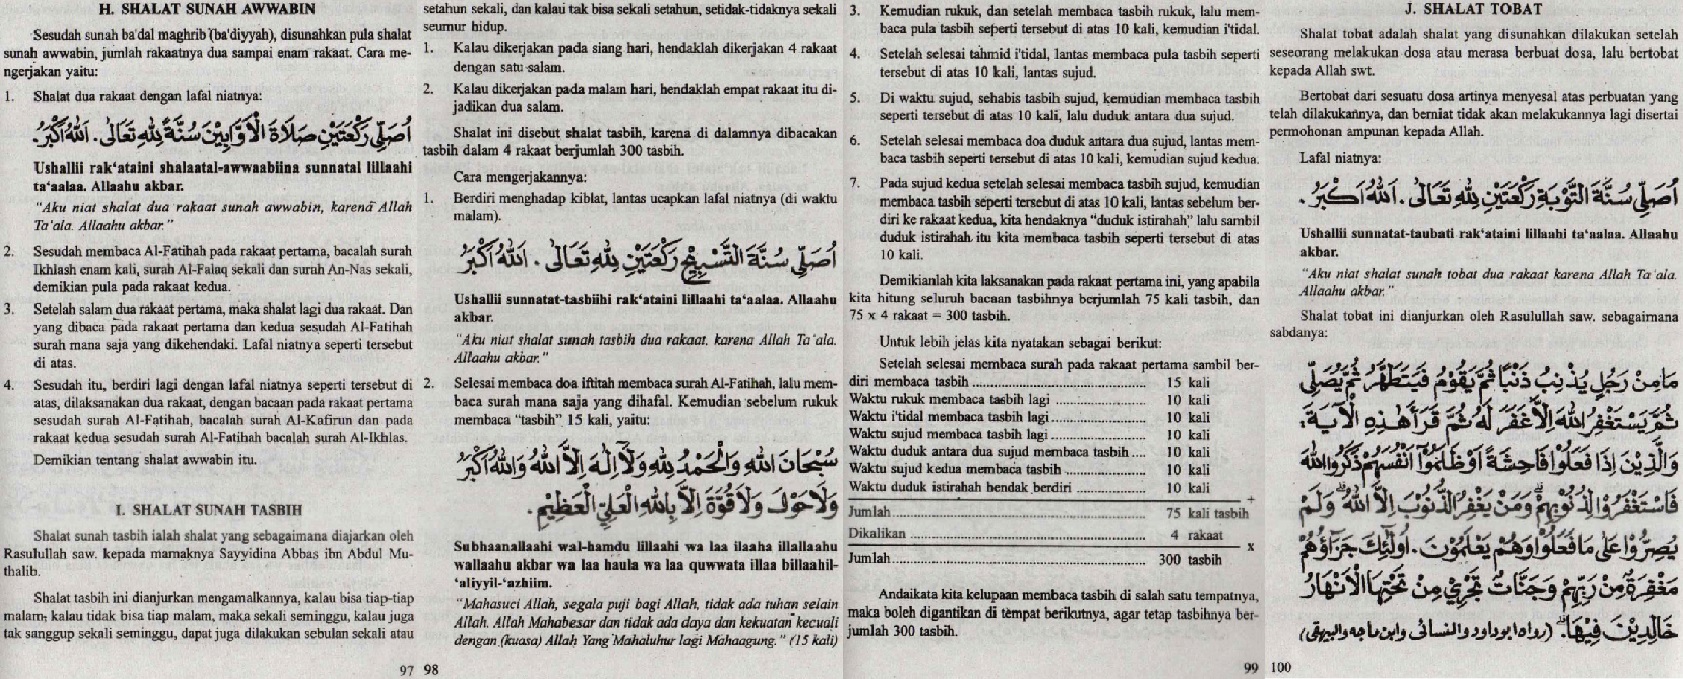 H. SHALAT SUNAH AWWABIN
Sesudah sunah ba'dal maghrib (ba'diyyah), disunahkan pula shalat
sunah awwabin, jumlah rakaatnya dua sampai enam rakaat. Cara me-
ngerjakan yaitu:
1. Shalat dua rakaat dengan lafal niatnya:
اُصَلِّى رَكْعَتَيْنِ صَلَاةَ الْاَوَّابِيْنَ سُنَّةً لِلّٰهِ تَعَالٰى. اَللهُ اَكْبَرُ.
Ushallii rak‘ataini shalaatal-awwaabiina sunnatal lillaahi
ta‘aalaa. Allaahu akbar.
"Aku niat shalat dua rakaat sunah awwabin, karena Allah
Ta'ala. Allaahu akbar."
2. Sesudah membaca Al-Fatihah pada rakaat pertama, bacalah surah
Ikhlash enam kali, surah Al-Falaq sekali dan surah An-Nas sekali,
demikian pula pada rakaat kedua.
3. Setelah salam dua rakaat pertama, maka shalat lagi dua rakaat. Dan
yang dibaca pada rakaat pertama dan kedua sesudah Al-Fatihah
surah mana saja yang dikehendaki. Lafal niatnya seperti tersebut
di atas.
4. Sesudah itu, berdiri lagi dengan lafal niatnya seperti tersebut di
atas, dilaksanakan dua rakaat, dengan bacaan pada rakaat pertama
sesudah surah Al-Fatihah, bacalah surah Al-Kafirun dan pada
rakaat kedua sesudah surah Al-Fatihah bacalah surah Al-Ikhlas.
Demikian tentang shalat awwabin itu.
I. SHALAT SUNAH TASBIH
Shalat sunah tasbih ialah shalat yang sebagaimana diajarkan oleh
Rasulullah saw. kepada mamaknya Sayyidina Abbas ibn Abdul Mu-
thalib.
Shalat tasbih ini dianjurkan mengamalkannya, kalau bisa tiap-tiap
malam; kalau tidak bisa tiap malam, maka sekali seminggu, kalau juga
tak sanggup sekali seminggu, dapat juga dilakukan sebulan sekali atau
97
setahun sekali, dan kalau tak bisa sekali setahun, setidak-tidaknya sekali
seumur hidup.
1. Kalau dikerjakan pada siang hari, hendaklah dikerjakan 4 rakaat
dengan satu salam.
2. Kalau dikerjakan pada malam hari, hendaklah empat rakaat itu di-
jadikan dua salam.
Shalat ini disebut shalat tasbih, karena di dalamnya dibacakan
tasbih dalam 4 rakaat berjumlah 300 tasbih.
Cara mengerjakannya:
1. Berdiri menghadap kiblat, lantas ucapkan lafal niatnya (di waktu
malam).
اُصَلِّى سُنَّةَ التَّسْبِيْحِ رَكْعَتَيْنِ لِلّٰهِ تَعَالٰى. اَللهُ اَكْبَرُ
Ushallii sunnatat-tasbiihi rak‘ataini lillaahi ta‘aalaa. Allaahu
akbar.
"Aku niat shalat sunah tasbih dua rakaat, karena Allah Ta'ala.
Allaahu akbar."
2. Selesai membaca doa iftitah membaca surah Al-Fatihah, lalu mem-
baca surah mana saja yang dihafal. Kemudian sebelum rukuk
membaca "tasbih" 15 kali, yaitu:
سُبْحَانَ اللهِ وَالْحَمْدُ لِلّٰهِ وَلَآ اِلٰهَ اِلَّا اللهُ وَاللهُ اَكْبَرُ
وَلَا حَوْلَ وَلَا قُوَّةَ اِلَّا بِاللهِ الْعَلِيِّ الْعَظِيْمِ.
Subhaanallaahi wal-hamdu lillaahi wa laa ilaaha illallaahu
wallaahu akbar wa laa haula wa laa quwwata illaa billaahil-
‘aliyyil-‘azhiim.
"Mahasuci Allah, segala puji bagi Allah, tidak ada tuhan selain
Allah. Allah Mahabesar dan tidak ada daya dan kekuatan kecuali
dengan (kuasa) Allah Yang Mahaluhur lagi Mahaagung." (15 kali)
98
3. Kemudian rukuk, dan setelah membaca tasbih rukuk, lalu mem-
baca pula tasbih seperti tersebut di atas 10 kali, kemudian i'tidal.
4. Setelah selesai tahmid i'tidal, lantas membaca pula tasbih seperti
tersebut di atas 10 kali, lantas sujud.
5. Di waktu sujud, sehabis tasbih sujud, kemudian membaca tasbih
seperti tersebut di atas 10 kali, lalu duduk antara dua sujud.
6. Setelah selesai membaca doa duduk antara dua sujud, lantas mem-
baca tasbih seperti tersebut di atas 10 kali, kemudian sujud kedua.
7. Pada sujud kedua setelah selesai membaca tasbih sujud, kemudian
membaca tasbih seperti tersebut di atas 10 kali, lantas sebelum ber-
diri ke rakaat kedua, kita hendaknya "duduk istirahah" lalu sambil
duduk istirahah itu kita membaca tasbih seperti tersebut di atas
10 kali.
Demikianlah kita laksanakan pada rakaat pertama ini, yang apabila
kita hitung seluruh bacaan tasbihnya berjumlah 75 kali tasbih, dan
75 x 4 rakaat = 300 tasbih.
Untuk lebih jelas kita nyatakan sebagai berikut:
Setelah selesai membaca surah pada rakaat pertama sambil ber-
diri membaca tasbih .......... 15 kali
Waktu rukuk membaca tasbih lagi .......... 10 kali
Waktu i'tidal membaca tasbih lagi .......... 10 kali
Waktu sujud membaca tasbih lagi .......... 10 kali
Waktu duduk antara dua sujud membaca tasbih .... 10 kali
Waktu sujud kedua membaca tasbih .......... 10 kali
Waktu duduk istirahah hendak berdiri .......... 10 kali
+
Jumlah .......... 75 kali tasbih
Dikalikan .......... 4 rakaat
x
Jumlah .......... 300 tasbih
Andaikata kita kelupaan membaca tasbih di salah satu tempatnya,
maka boleh digantikan di tempat berikutnya, agar tetap tasbihnya ber-
jumlah 300 tasbih.
99
J. SHALAT TOBAT
Shalat tobat adalah shalat yang disunahkan dilakukan setelah
seseorang melakukan dosa atau merasa berbuat dosa, lalu bertobat
kepada Allah swt.
Bertobat dari sesuatu dosa artinya menyesal atas perbuatan yang
telah dilakukannya, dan berniat tidak akan melakukannya lagi disertai
permohonan ampunan kepada Allah.
Lafal niatnya:
اُصَلِّى سُنَّةَ التَّوْبَةِ رَكْعَتَيْنِ لِلّٰهِ تَعَالٰى. اَللهُ اَكْبَرُ.
Ushallii sunnatat-taubati rak‘ataini lillaahi ta‘aalaa. Allaahu
akbar.
"Aku niat shalat sunah tobat dua rakaat karena Allah Ta'ala.
Allaahu akbar."
Shalat tobat ini dianjurkan oleh Rasulullah saw. sebagaimana
sabdanya:
مَا مِنْ رَجُلٍ يُذْنِبُ ذَنْبًا ثُمَّ يَقُوْمُ فَيَتَطَهَّرُ ثُمَّ يُصَلِّى
ثُمَّ يَسْتَغْفِرُ اللهَ اِلَّا غَفَرَ لَهُ ثُمَّ قَرَأَ هٰذِهِ الْآيَةَ:
وَالَّذِيْنَ اِذَا فَعَلُوْا فَاحِشَةً اَوْ ظَلَمُوْٓا اَنْفُسَهُمْ ذَكَرُوا اللهَ
فَاسْتَغْفَرُوْا لِذُنُوْبِهِمْ وَمَنْ يَغْفِرُ الذُّنُوْبَ اِلَّا اللهُ وَلَمْ
يُصِرُّوْا عَلٰى مَا فَعَلُوْا وَهُمْ يَعْلَمُوْنَ. اُولٰٓئِكَ جَزَآؤُهُمْ
مَغْفِرَةٌ مِنْ رَبِّهِمْ وَجَنَّاتٌ تَجْرِيْ مِنْ تَحْتِهَا الْاَنْهَارُ
خَالِدِيْنَ فِيْهَا. (رواه ابوداود والنسائى وابن ماجه والبيهقى)
100